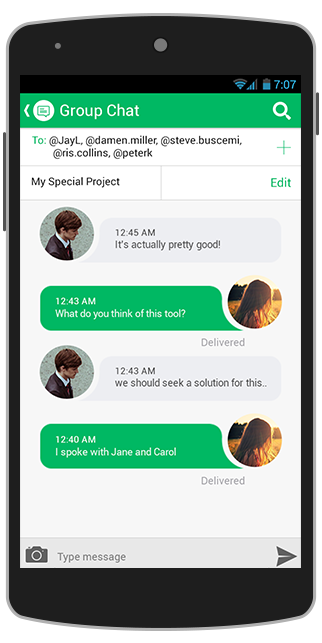 7:07
Group Chat
To: @JayL, @damen.miller, @steve.buscemi,
@ris.collins, @peterk
My Special Project
Edit
12:45 AM
It's actually pretty good!
12:43 AM
What do you think of this tool?
Delivered
12:43 AM
we should seek a solution for this..
12:40 AM
I spoke with Jane and Carol
Delivered
Type message